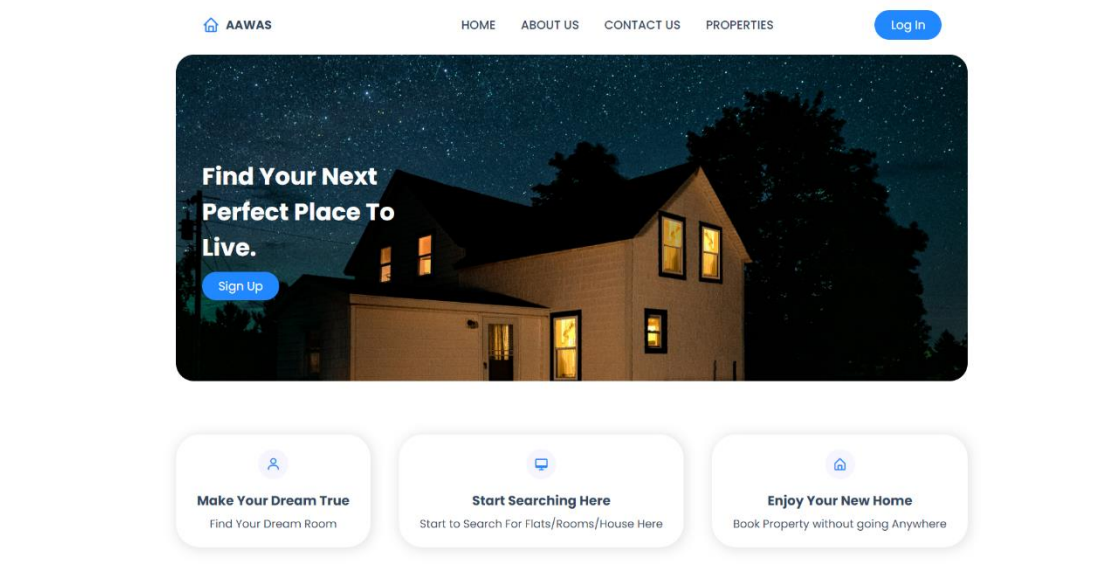 AAWAS HOME ABOUT US CONTACT US PROPERTIES Log In
Find Your Next
Perfect Place To
Live.
Sign Up
Make Your Dream True
Find Your Dream Room
Start Searching Here
Start to Search For Flats/Rooms/House Here
Enjoy Your New Home
Book Property without going Anywhere